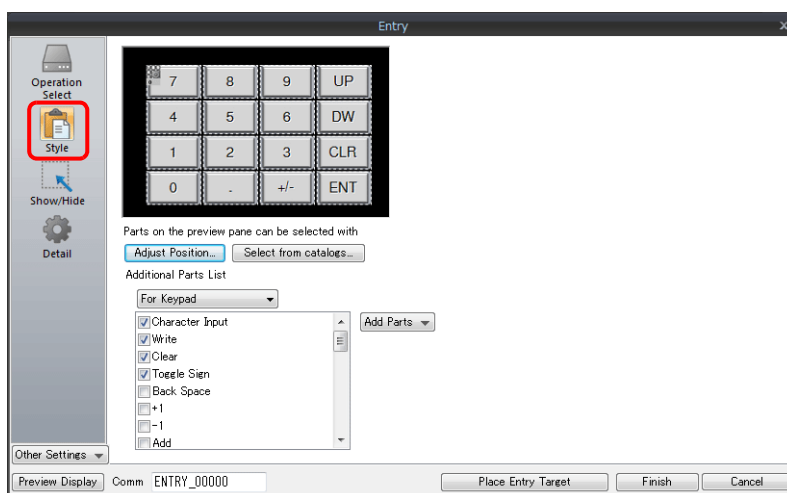 Entry
x
Operation
Select
Style
Show/Hide
Detail
7 8 9 UP
4 5 6 DW
1 2 3 CLR
0 . +/- ENT
Parts on the preview pane can be selected with
Adjust Position... Select from catalogs...
Additional Parts List
For Keypad
Character Input Add Parts
Write
Clear
Toggle Sign
Back Space
+1
-1
Add
Other Settings
Preview Display Comm ENTRY_00000 Place Entry Target Finish Cancel